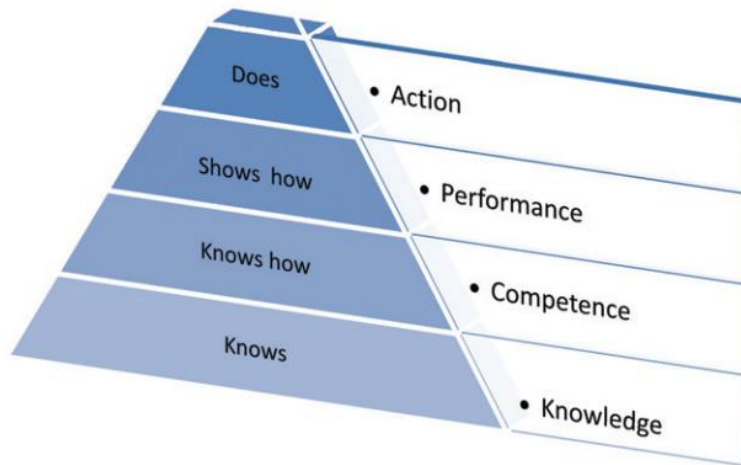 Does
• Action
Shows how
• Performance
Knows how
• Competence
Knows
• Knowledge